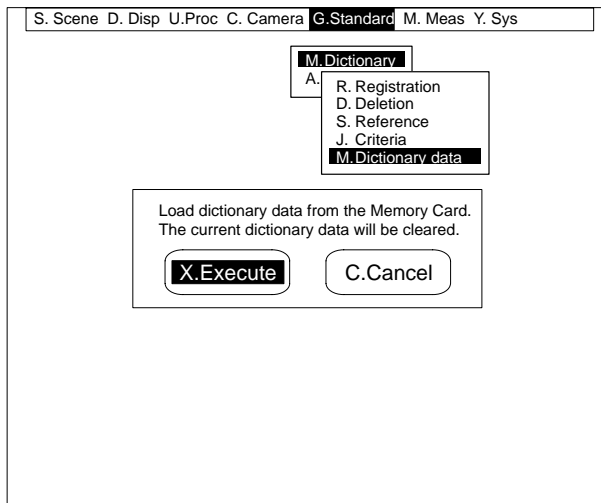 S. Scene D. Disp U.Proc C. Camera G.Standard M. Meas Y. Sys
M.Dictionary
A.
R. Registration
D. Deletion
S. Reference
J. Criteria
M.Dictionary data
Load dictionary data from the Memory Card.
The current dictionary data will be cleared.
X.Execute C.Cancel